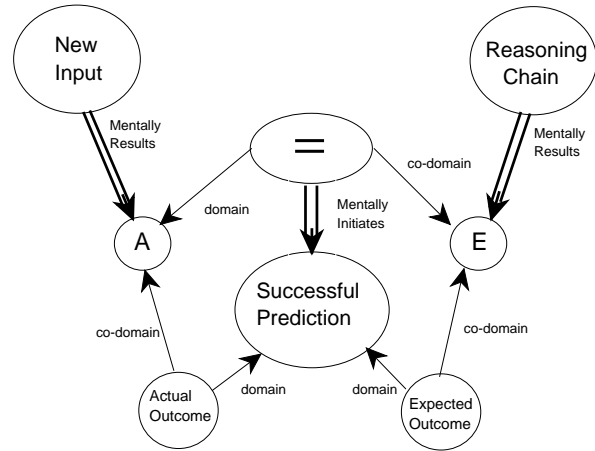 New
Input
Reasoning
Chain
Mentally
Results
Mentally
Results
=
co-domain
domain
Mentally
Initiates
A
E
Successful
Prediction
co-domain
co-domain
domain
domain
Actual
Outcome
Expected
Outcome